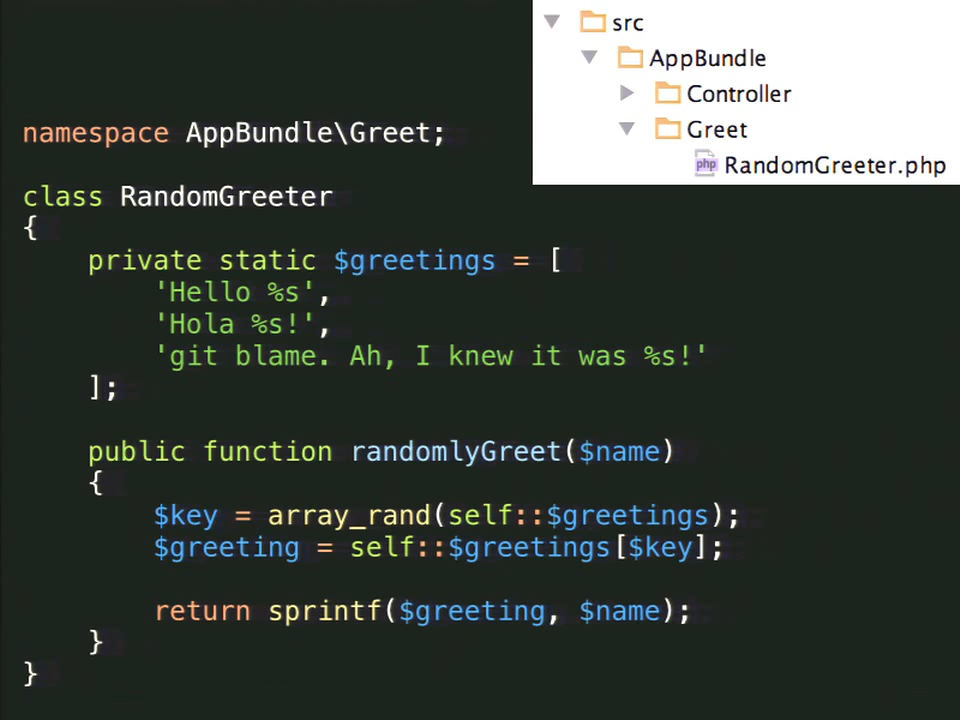 src
AppBundle
Controller
Greet
php RandomGreeter.php
namespace AppBundle\Greet;
class RandomGreeter
{
    private static $greetings = [
        'Hello %s',
        'Hola %s!',
        'git blame. Ah, I knew it was %s!'
    ];
    public function randomlyGreet($name)
    {
        $key = array_rand(self::$greetings);
        $greeting = self::$greetings[$key];
        return sprintf($greeting, $name);
    }
}